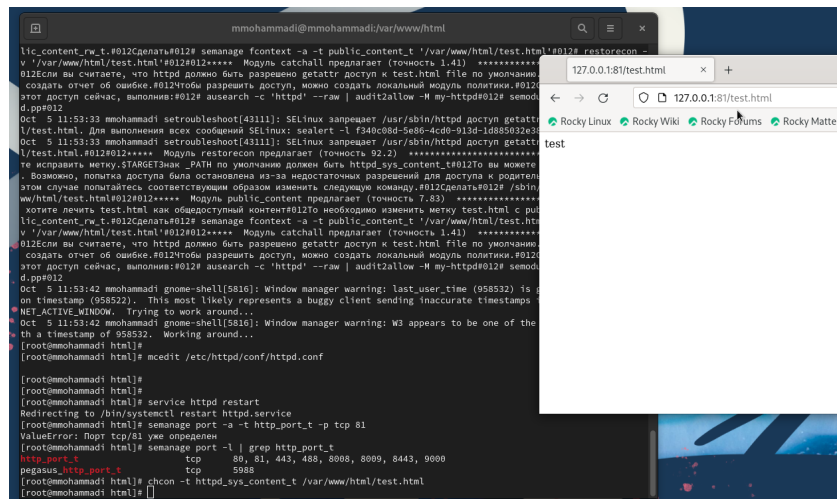 mmohammadi@mmohammadi:/var/www/html
lic_content_rw_t.#012Сделать#012# semanage fcontext -a -t public_content_t '/var/www/html/test.html'#012# restorecon -
v '/var/www/html/test.html'#012#012***** Модуль catchall предлагает (точность 1.41) ************
012Если вы считаете, что httpd должно быть разрешено getattr доступ к test.html file по умолчанию.
создать отчет об ошибке.#012Чтобы разрешить доступ, можно создать локальный модуль политики.#012С
этот доступ сейчас, выполнив:#012# ausearch -c 'httpd' --raw | audit2allow -M my-httpd#012# semodu
d.pp#012
Oct  5 11:53:33 mmohammadi setroubleshoot[43111]: SELinux запрещает /usr/sbin/httpd доступ getattr
l/test.html. Для выполнения всех сообщений SELinux: sealert -l f340c08d-5e86-4cd0-913d-1d885032e38
Oct  5 11:53:33 mmohammadi setroubleshoot[43111]: SELinux запрещает /usr/sbin/httpd доступ getattr
l/test.html.#012#012***** Модуль restorecon предлагает (точность 92.2) ************
те исправить метку.$TARGETЗнак _PATH по умолчанию должен быть httpd_sys_content_t#012То вы можете
. Возможно, попытка доступа была остановлена из-за недостаточных разрешений для доступа к родитель
этом случае попытайтесь соответствующим образом изменить следующую команду.#012Сделать#012# /sbin/
ww/html/test.html#012#012***** Модуль public_content предлагает (точность 7.83) ************
хотите лечить test.html как общедоступный контент#012То необходимо изменить метку test.html с pub
lic_content_rw_t.#012Сделать#012# semanage fcontext -a -t public_content_t '/var/www/html/test.htm
v '/var/www/html/test.html'#012#012***** Модуль catchall предлагает (точность 1.41) ************
012Если вы считаете, что httpd должно быть разрешено getattr доступ к test.html file по умолчанию.
создать отчет об ошибке.#012Чтобы разрешить доступ, можно создать локальный модуль политики.#012С
этот доступ сейчас, выполнив:#012# ausearch -c 'httpd' --raw | audit2allow -M my-httpd#012# semodu
d.pp#012
Oct  5 11:53:42 mmohammadi gnome-shell[5816]: Window manager warning: last_user_time (958532) is g
on timestamp (958522).  This most likely represents a buggy client sending inaccurate timestamps
NET_ACTIVE_WINDOW.  Trying to work around...
Oct  5 11:53:42 mmohammadi gnome-shell[5816]: Window manager warning: W3 appears to be one of the
th a timestamp of 958532.  Working around...
[root@mmohammadi html]#
[root@mmohammadi html]# mcedit /etc/httpd/conf/httpd.conf
[root@mmohammadi html]#
[root@mmohammadi html]#
[root@mmohammadi html]# service httpd restart
Redirecting to /bin/systemctl restart httpd.service
[root@mmohammadi html]# semanage port -a -t http_port_t -p tcp 81
ValueError: Порт tcp/81 уже определен
[root@mmohammadi html]# semanage port -l | grep http_port_t
http_port_t                    tcp      80, 81, 443, 488, 8008, 8009, 8443, 9000
pegasus_http_port_t            tcp      5988
[root@mmohammadi html]# chcon -t httpd_sys_content_t /var/www/html/test.html
[root@mmohammadi html]#
127.0.0.1:81/test.html
127.0.0.1:81/test.html
Rocky Linux Rocky Wiki Rocky Forums Rocky Matte
test